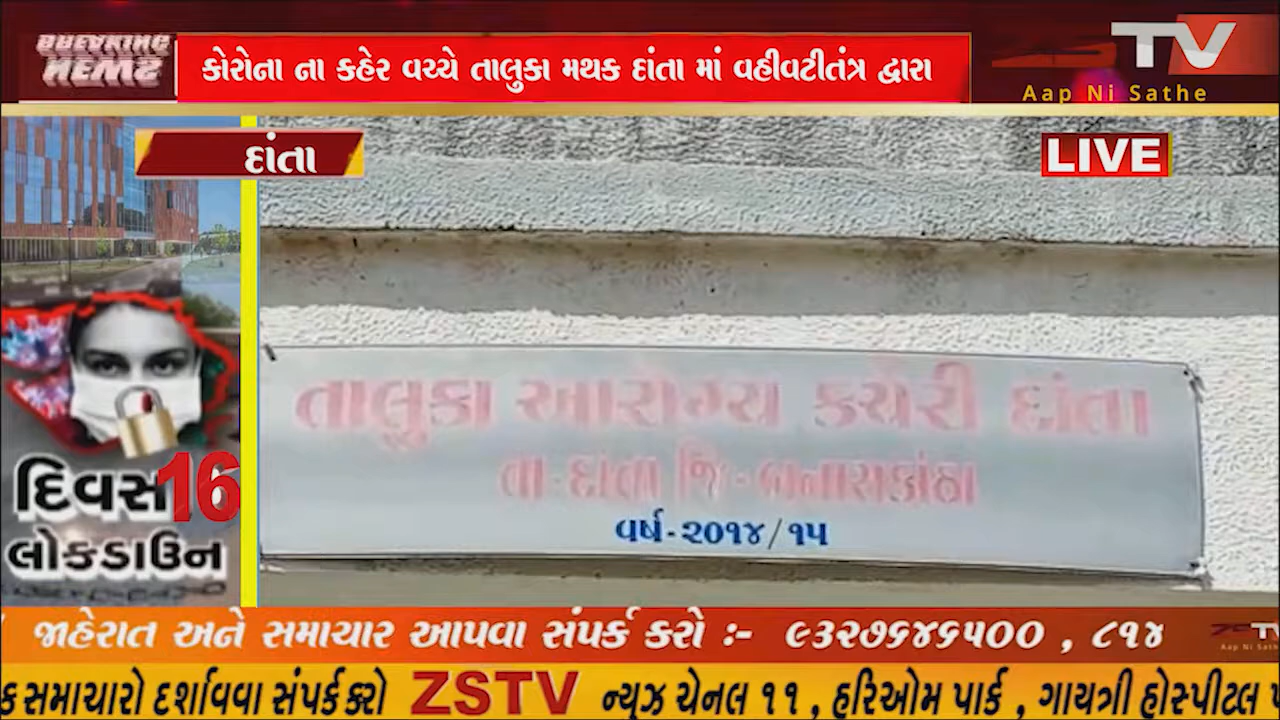 BREAKING
NEWS
કોરોના ના કહેર વચ્ચે તાલુકા મથક દાંતા માં વહીવટીતંત્ર દ્વારા
TV
Aap Ni Sathe
દાંતા
LIVE
તાલુકા આરોગ્ય કચેરી દાંતા
તા-દાંતા જિ-બનાસકાંઠા
વર્ષ-૨૦૧૪/૧૫
દિવસ 16
લોકડાઉન
જાહેરાત અને સમાચાર આપવા સંપર્ક કરો :- ૯૩૨૭૬૪૬૫૦૦ , ૮૧૪
ક સમાચારો દર્શાવવા સંપર્ક કરો ZSTV ન્યૂઝ ચેનલ ૧૧ , હરિઓમ પાર્ક , ગાયત્રી હોસ્પીટલ